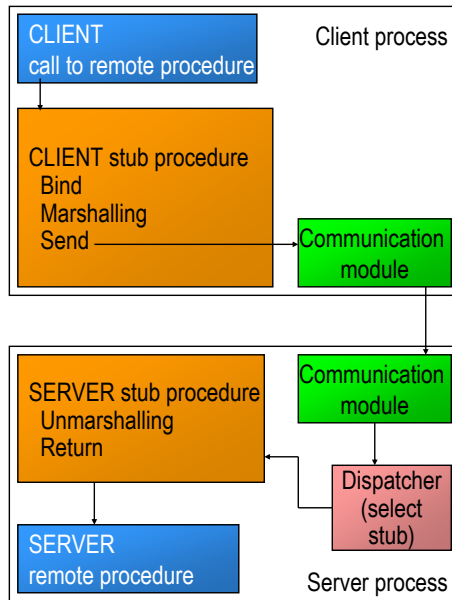 CLIENT
call to remote procedure
Client process
CLIENT stub procedure
Bind
Marshalling
Send
Communication
module
SERVER stub procedure
Unmarshalling
Return
Communication
module
Dispatcher
(select
stub)
SERVER
remote procedure
Server process